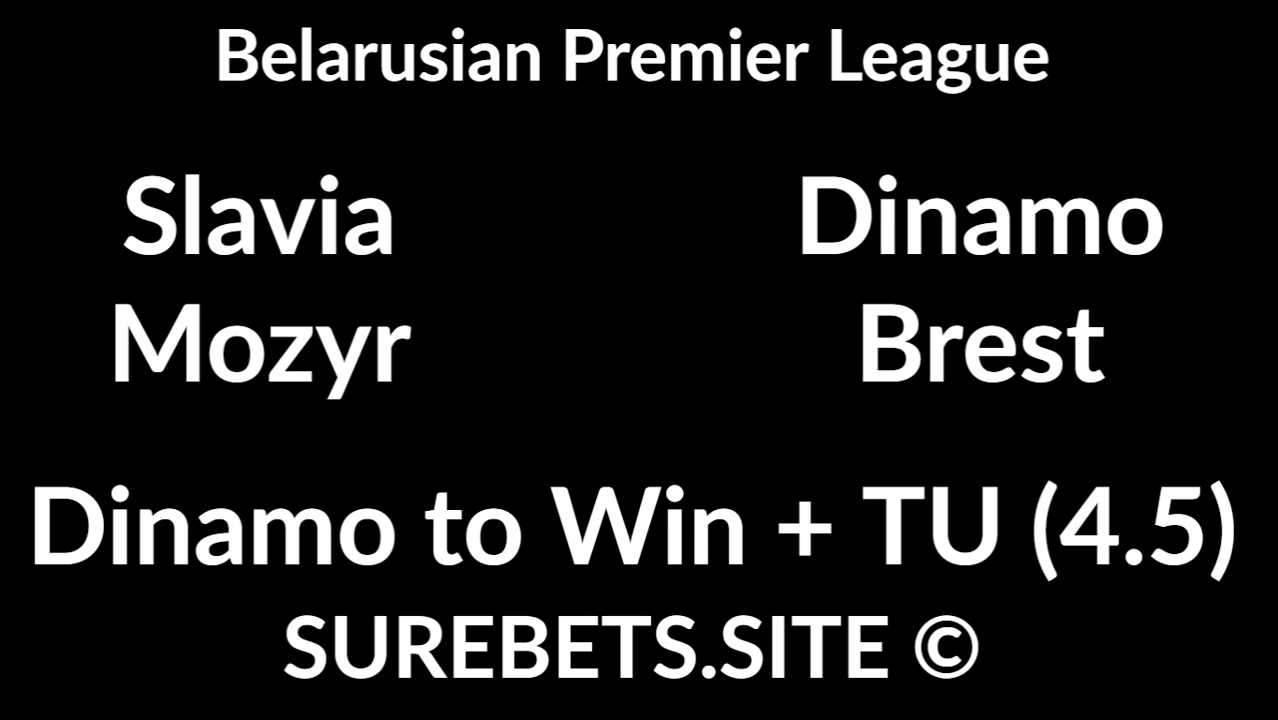 Belarusian Premier League
Slavia
Mozyr
Dinamo
Brest
Dinamo to Win + TU (4.5)
SUREBETS.SITE ©